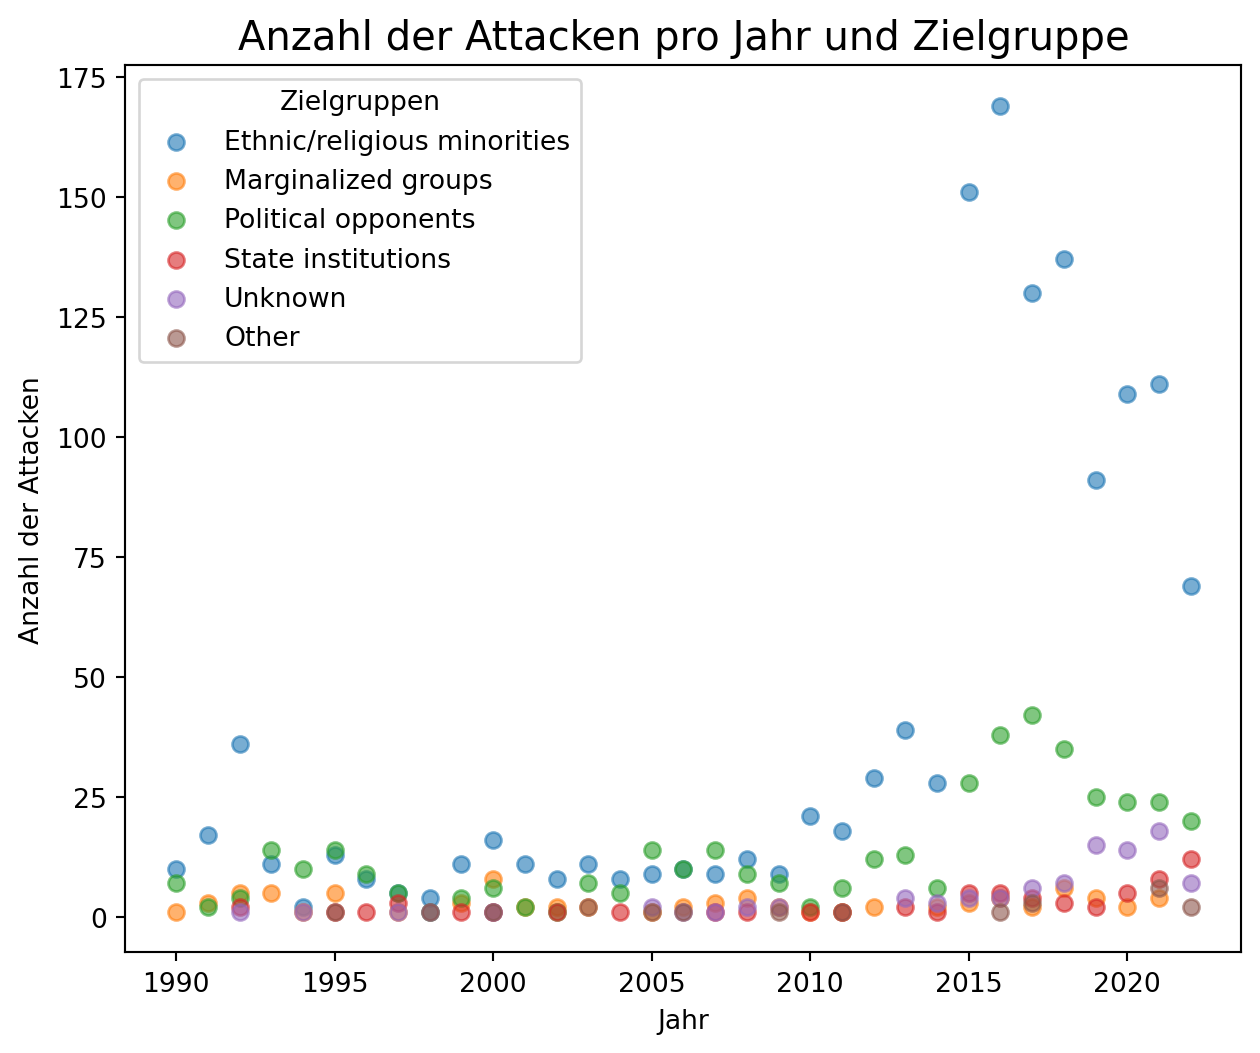 Anzahl der Attacken pro Jahr und Zielgruppe
175
150
125
100
75
50
25
0
Anzahl der Attacken
Zielgruppen
Ethnic/religious minorities
Marginalized groups
Political opponents
State institutions
Unknown
Other
1990 1995 2000 2005 2010 2015 2020
Jahr